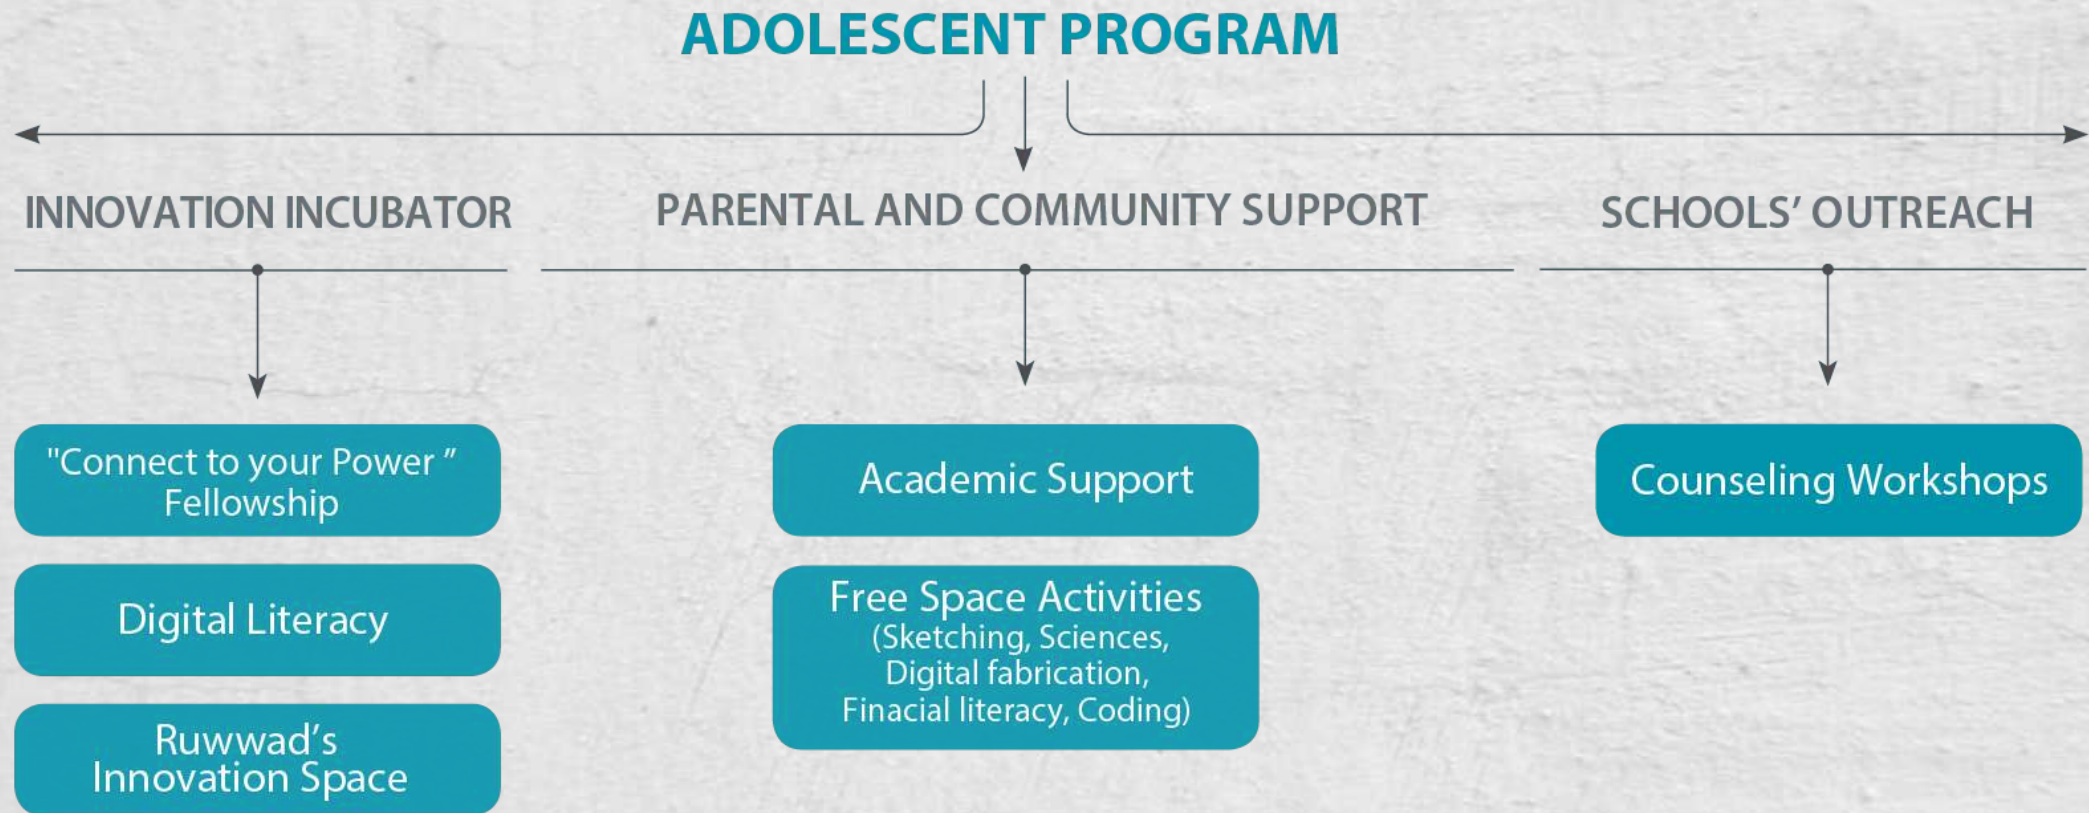 ADOLESCENT PROGRAM
INNOVATION INCUBATOR
PARENTAL AND COMMUNITY SUPPORT
SCHOOLS’ OUTREACH
"Connect to your Power ”
Fellowship
Digital Literacy
Ruwwad’s
Innovation Space
Academic Support
Free Space Activities
(Sketching, Sciences,
Digital fabrication,
Finacial literacy, Coding)
Counseling Workshops